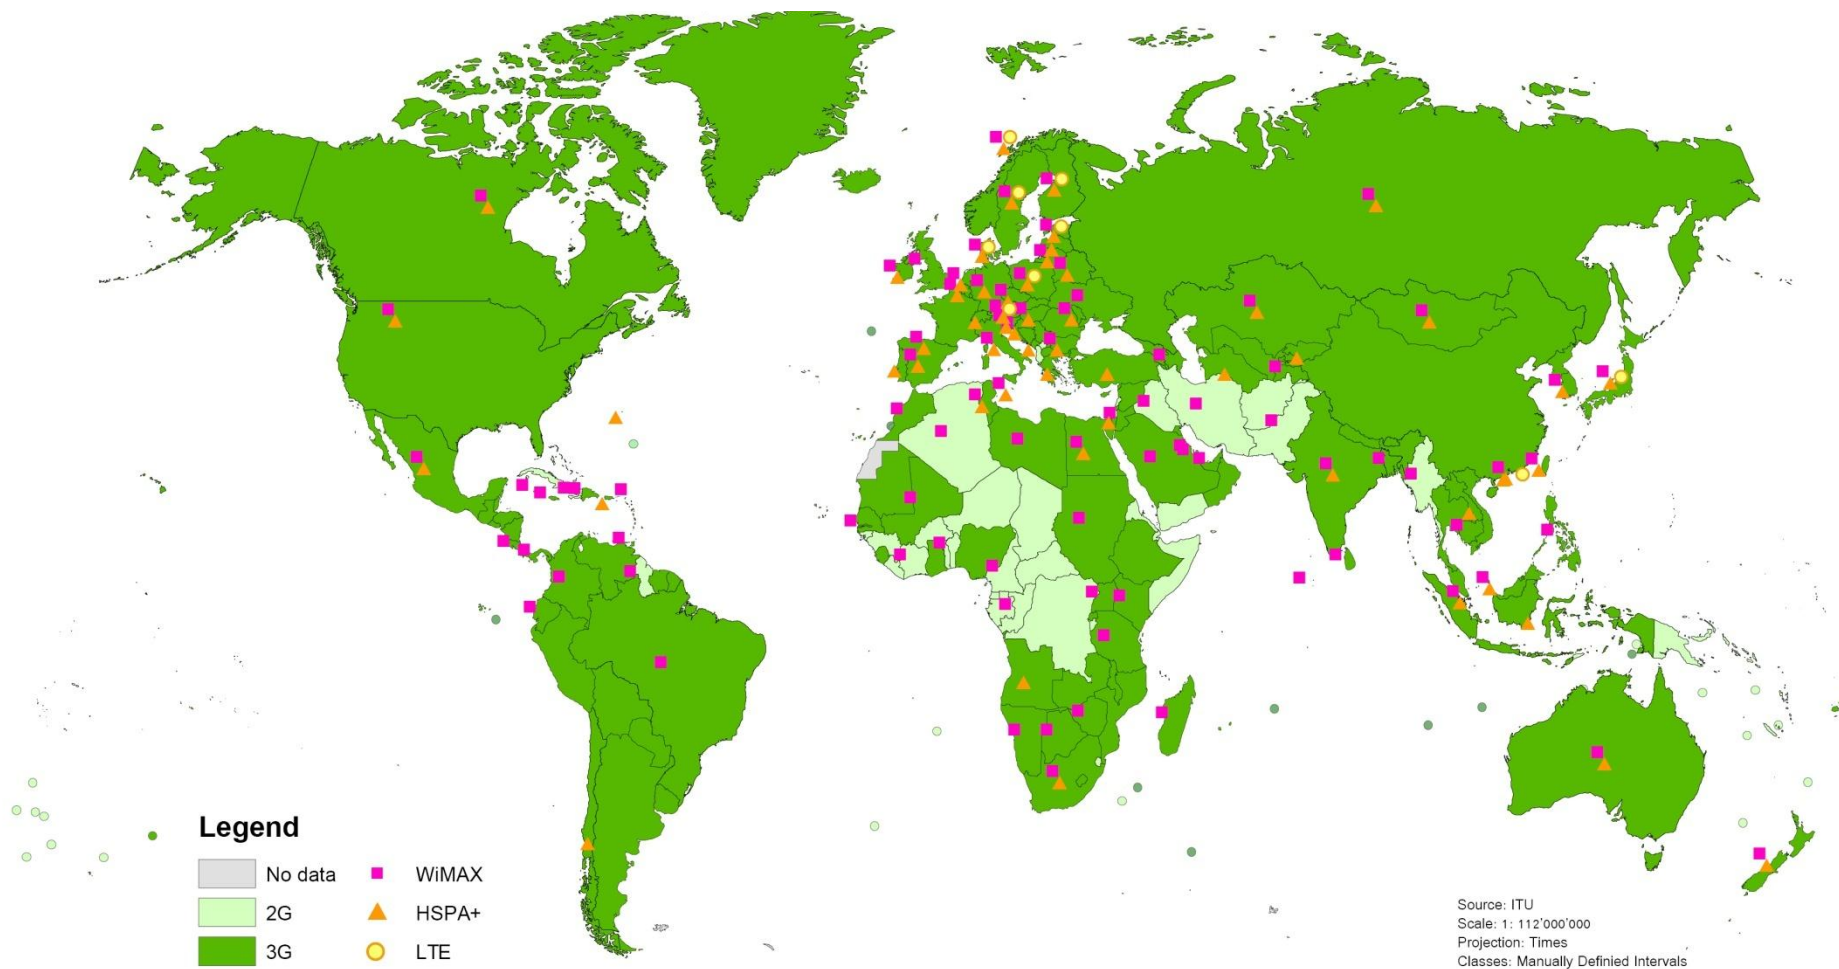 Legend
No data
WiMAX
2G
HSPA+
3G
LTE
Source: ITU
Scale: 1: 112'000'000
Projection: Times
Classes: Manually Definied Intervals